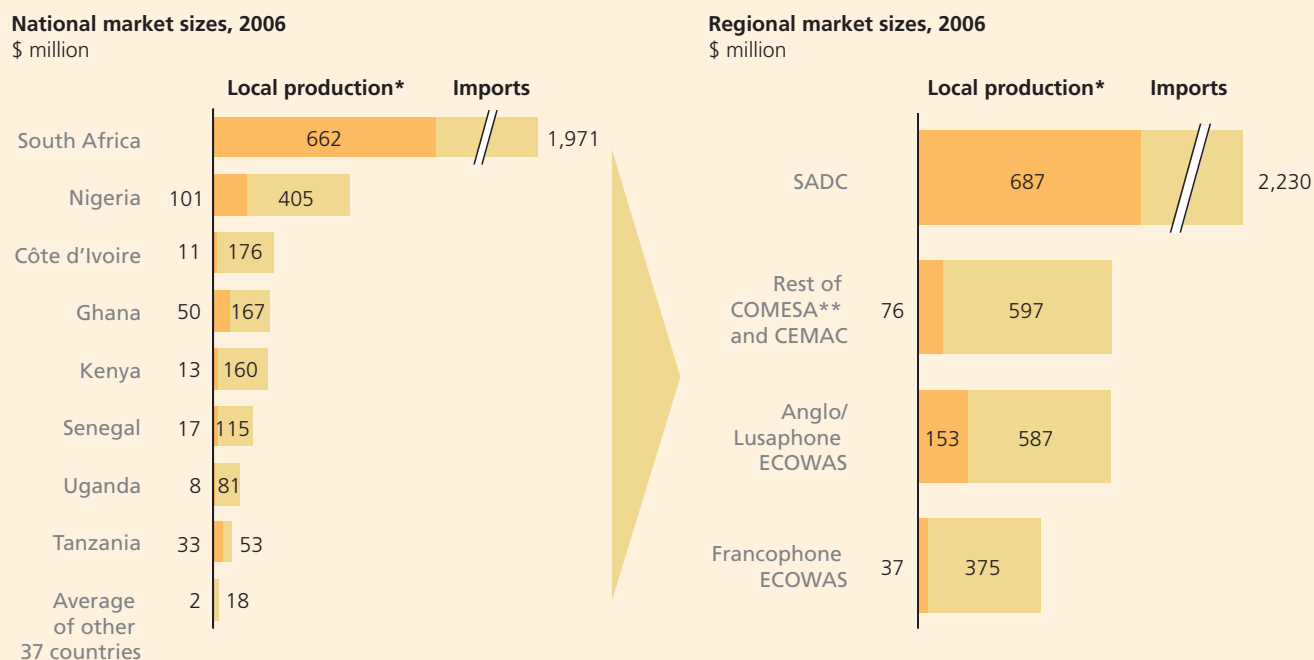 National market sizes, 2006
$ million
Local production* Imports
South Africa 662 1,971
Nigeria 101 405
Côte d’Ivoire 11 176
Ghana 50 167
Kenya 13 160
Senegal 17 115
Uganda 8 81
Tanzania 33 53
Average 2 18
of other
37 countries
Regional market sizes, 2006
$ million
Local production* Imports
SADC 687 2,230
Rest of
COMESA** 76 597
and CEMAC
Anglo/
Lusaphone 153 587
ECOWAS
Francophone
ECOWAS 37 375